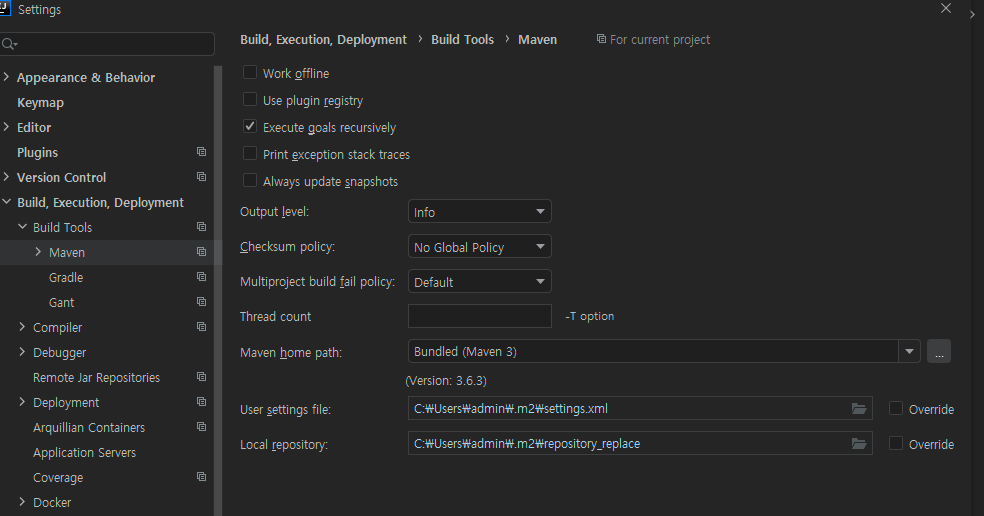 Settings
Build, Execution, Deployment › Build Tools › Maven For current project
Appearance & Behavior
Keymap
Editor
Plugins
Version Control
Build, Execution, Deployment
Build Tools
Maven
Gradle
Gant
Compiler
Debugger
Remote Jar Repositories
Deployment
Arquillian Containers
Application Servers
Coverage
Docker
Work offline
Use plugin registry
Execute goals recursively
Print exception stack traces
Always update snapshots
Output level: Info
Checksum policy: No Global Policy
Multiproject build fail policy: Default
Thread count -T option
Maven home path: Bundled (Maven 3) ...
(Version: 3.6.3)
User settings file: C:₩Users₩admin₩.m2₩settings.xml Override
Local repository: C:₩Users₩admin₩.m2₩repository_replace Override